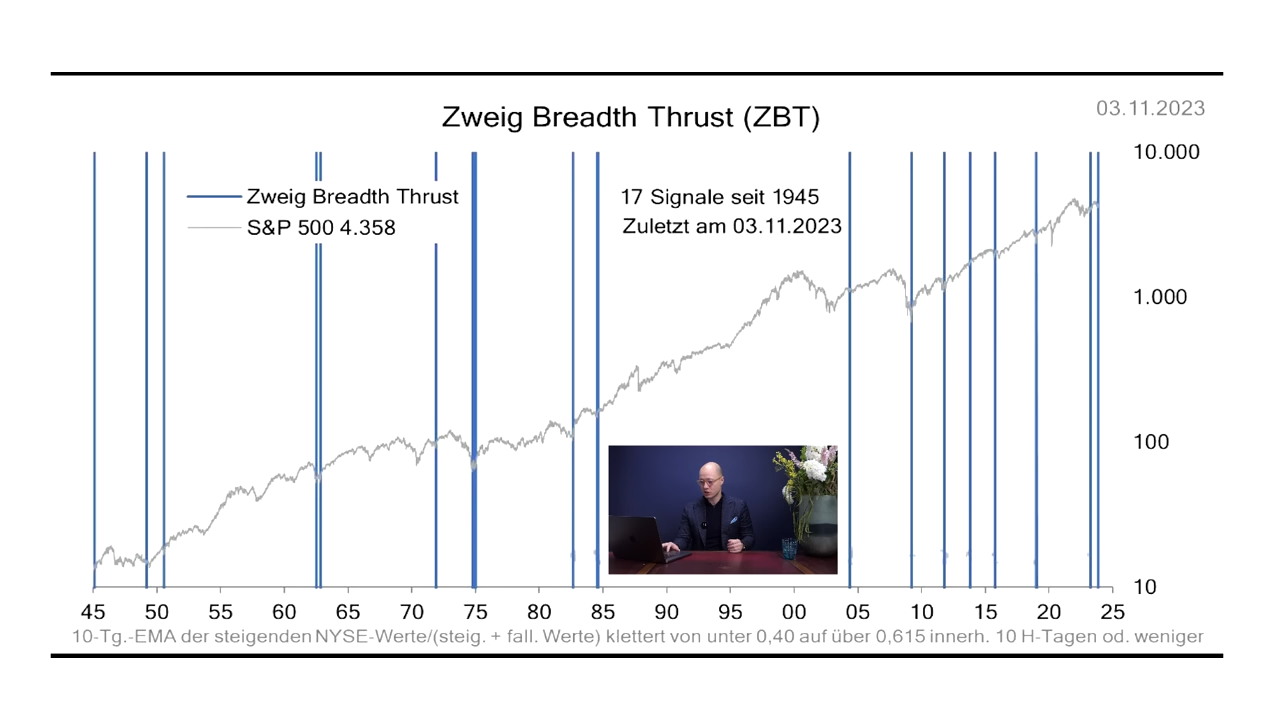 Zweig Breadth Thrust (ZBT)
03.11.2023
10.000
Zweig Breadth Thrust
17 Signale seit 1945
S&P 500 4.358
Zuletzt am 03.11.2023
1.000
100
10
45 50 55 60 65 70 75 80 85 90 95 00 05 10 15 20 25
10-Tg.-EMA der steigenden NYSE-Werte/(steig. + fall. Werte) klettert von unter 0,40 auf über 0,615 innerh. 10 H-Tagen od. weniger